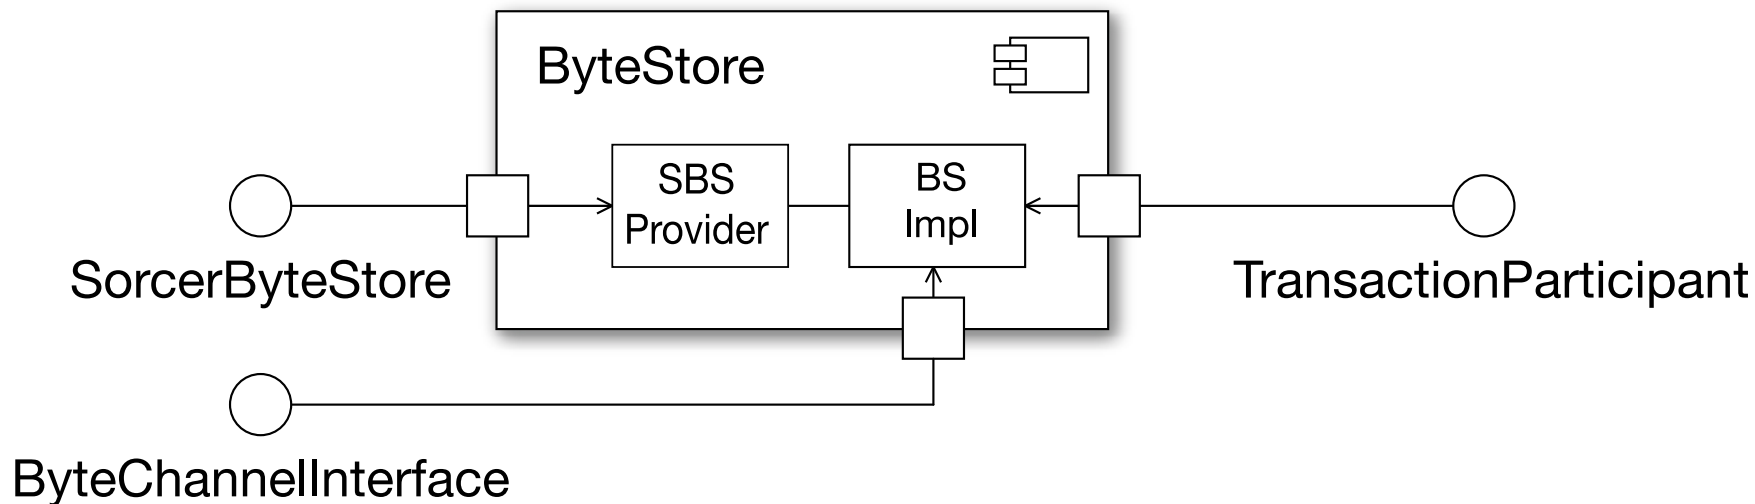 ByteStore
SBS
Provider
BS
Impl
SorcerByteStore
TransactionParticipant
ByteChannelInterface